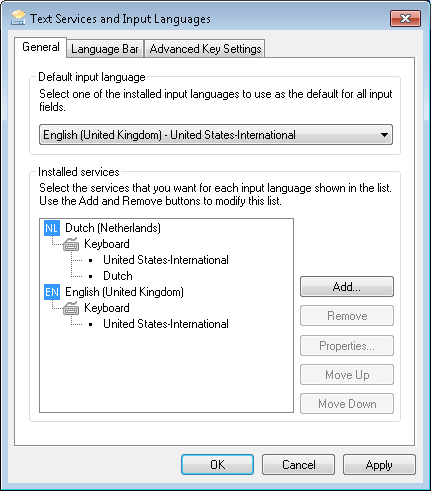 Text Services and Input Languages
General
Language Bar
Advanced Key Settings
Default input language
Select one of the installed input languages to use as the default for all input
fields.
English (United Kingdom) - United States-International
Installed services
Select the services that you want for each input language shown in the list.
Use the Add and Remove buttons to modify this list.
NL Dutch (Netherlands)
Keyboard
United States-International
Dutch
EN English (United Kingdom)
Keyboard
United States-International
Add...
Remove
Properties...
Move Up
Move Down
OK
Cancel
Apply